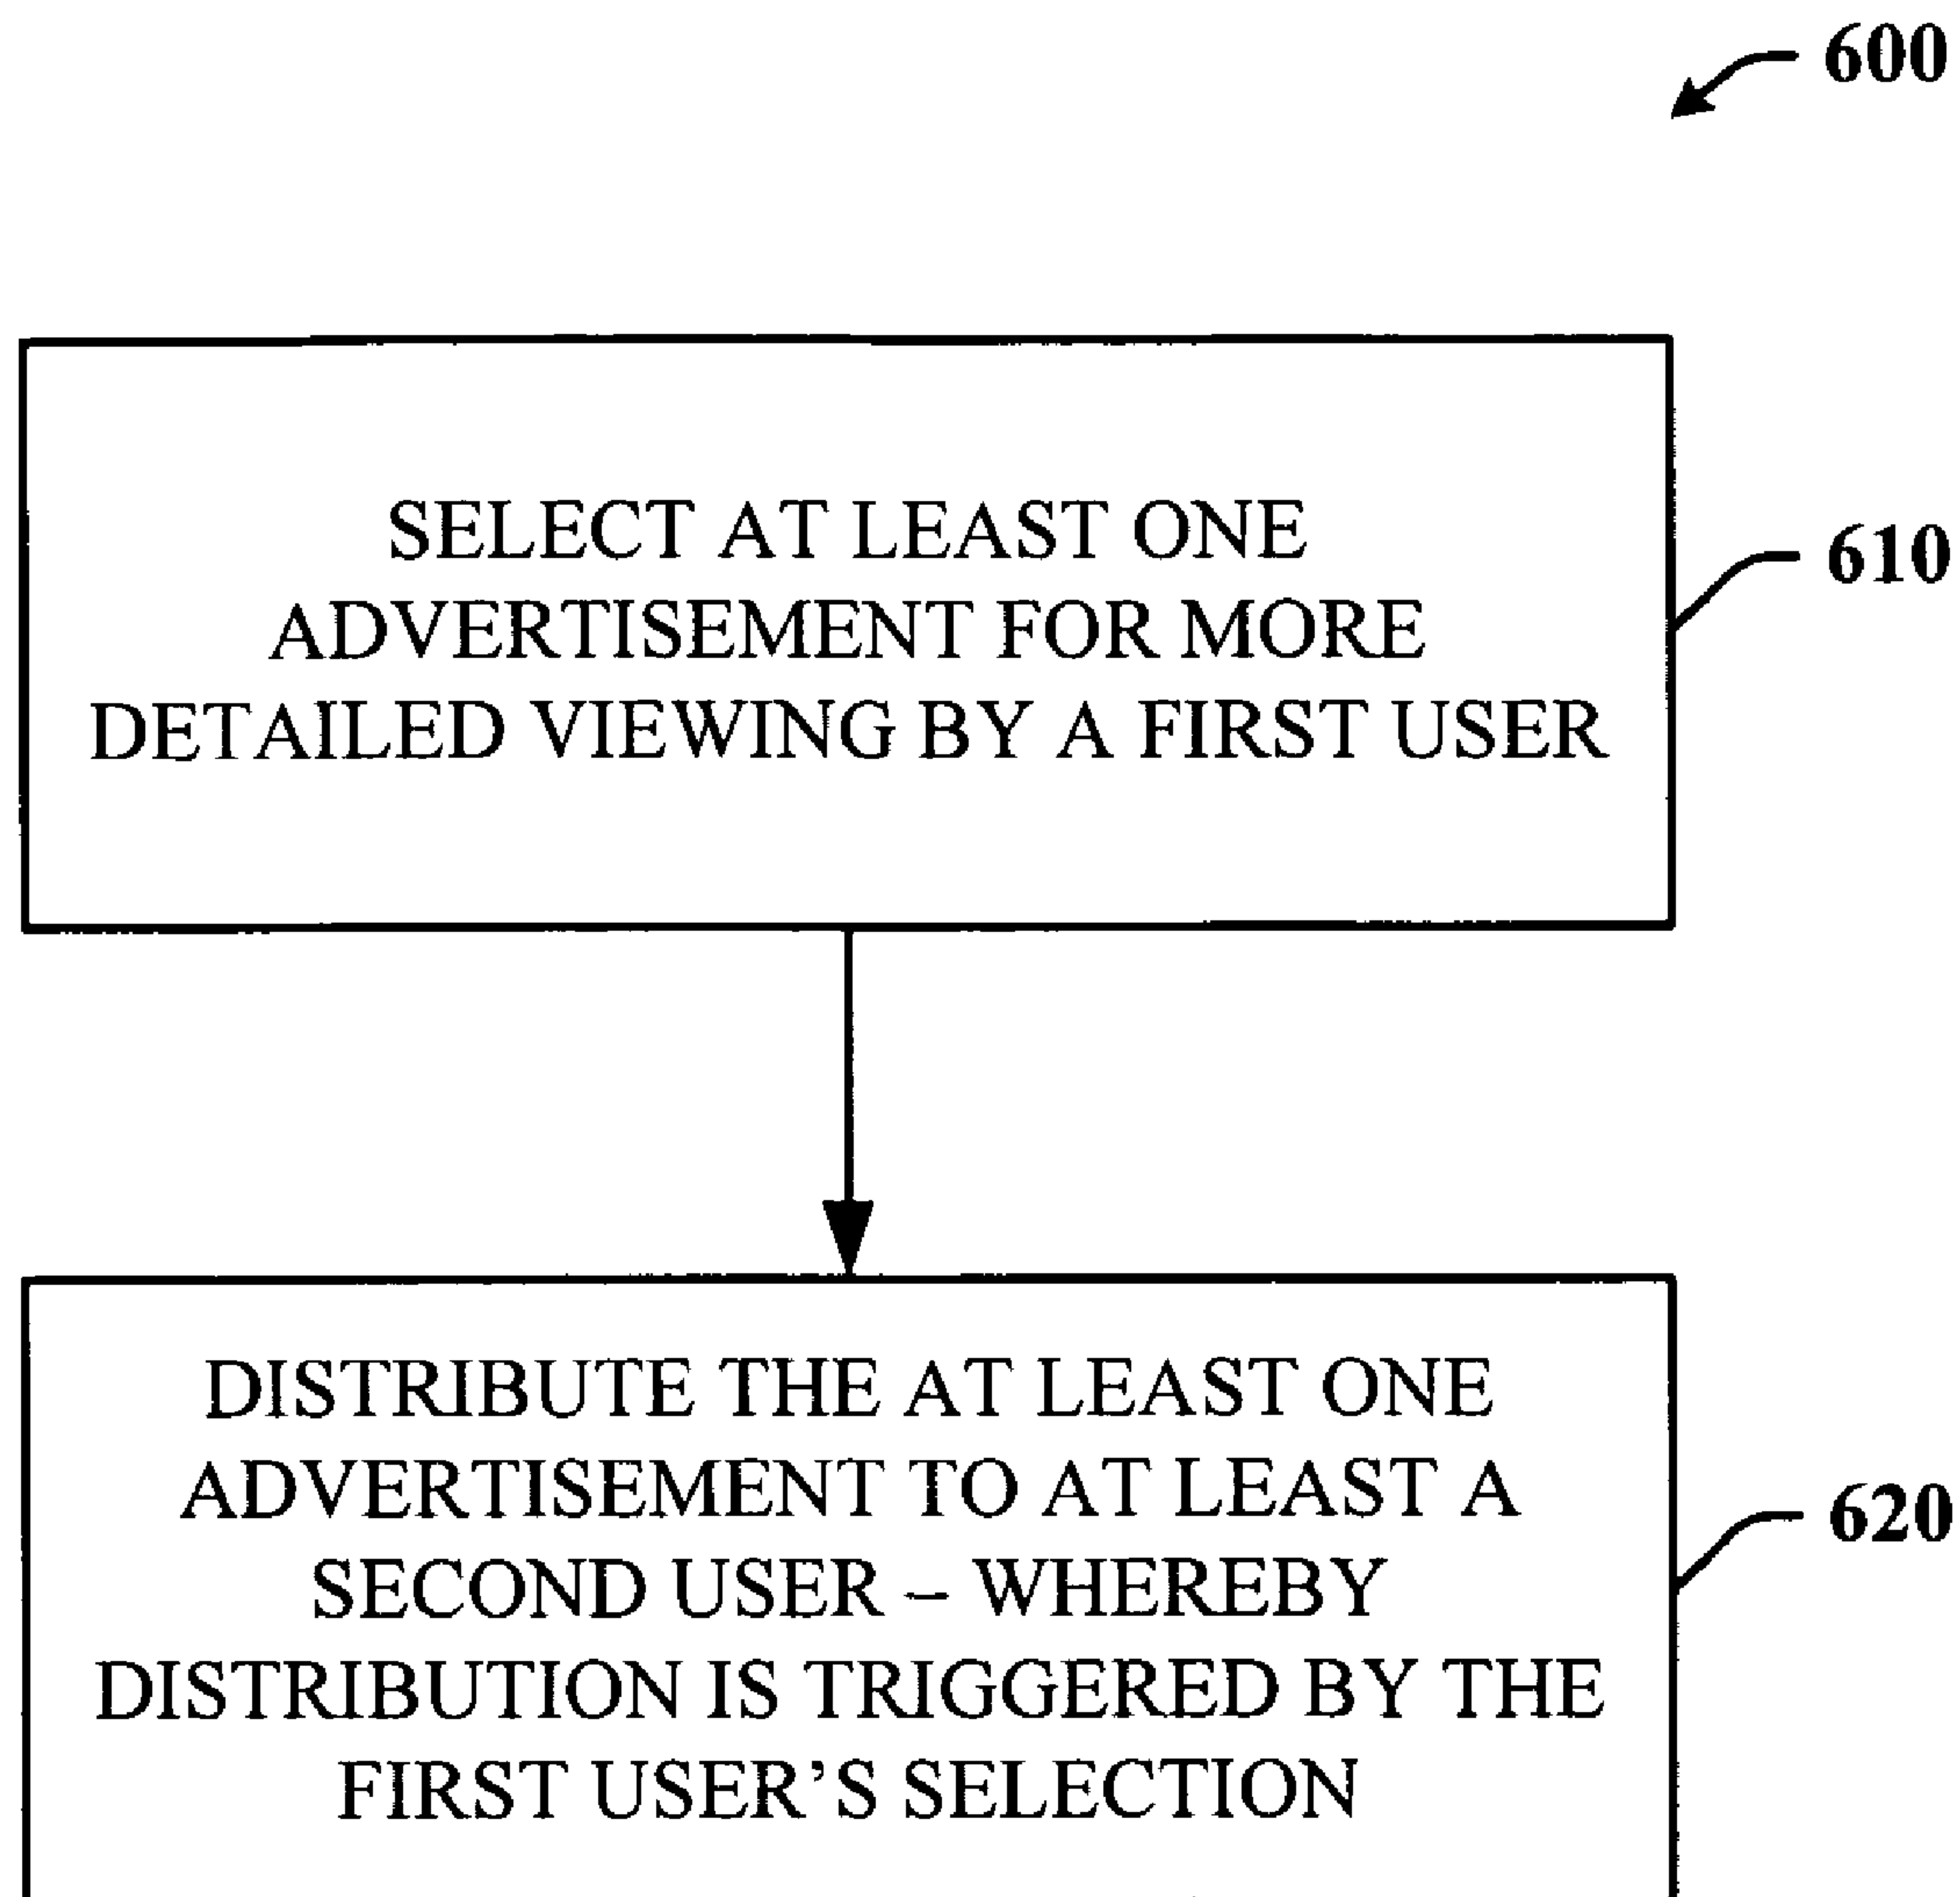 600
SELECT AT LEAST ONE
ADVERTISEMENT FOR MORE
DETAILED VIEWING BY A FIRST USER
610
DISTRIBUTE THE AT LEAST ONE
ADVERTISEMENT TO AT LEAST A
SECOND USER – WHEREBY
DISTRIBUTION IS TRIGGERED BY THE
FIRST USER’S SELECTION
620